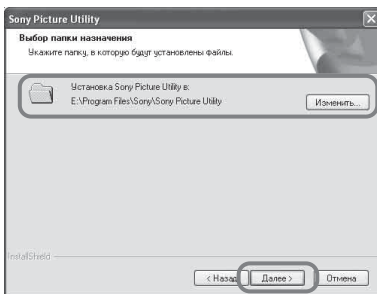 Sony Picture Utility
Выбор папки назначения
Укажите папку, в которую будут установлены файлы.
Установка Sony Picture Utility в:
E:\Program Files\Sony\Sony Picture Utility
Изменить...
InstallShield
< Назад
Далее >
Отмена